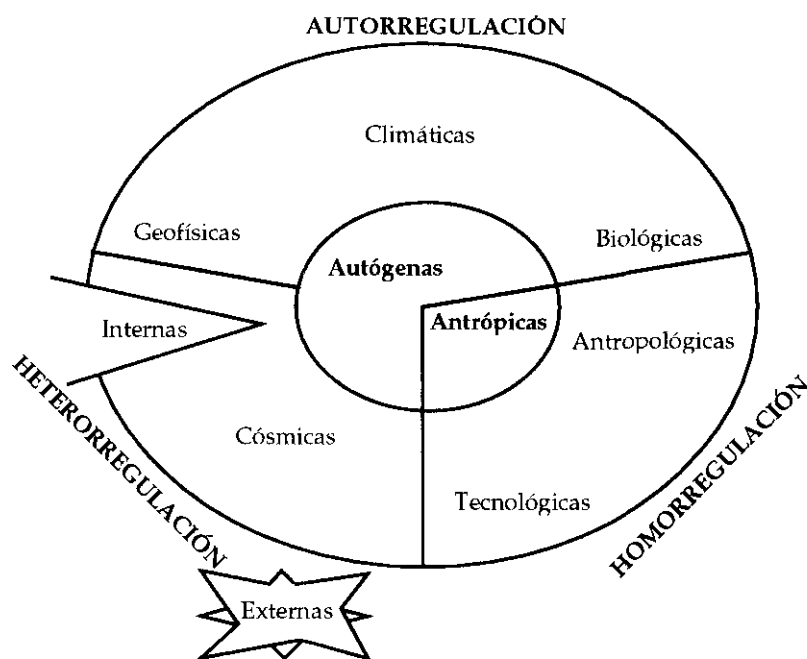 AUTORREGULACIÓN
Climáticas
Geofísicas
Biológicas
Autógenas
Antrópicas
Internas
Antropológicas
HETERORREGULACIÓN
Cósmicas
HOMORREGULACIÓN
Tecnológicas
Externas